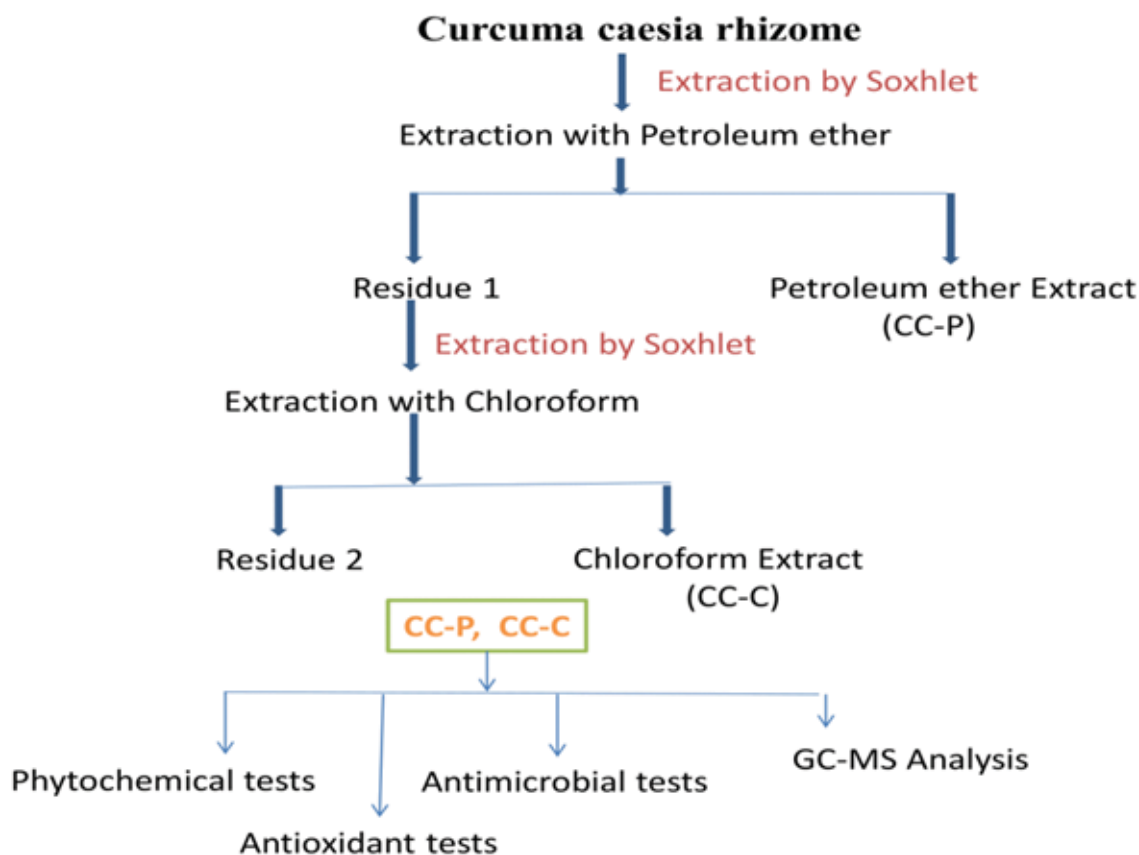 Curcuma caesia rhizome
Extraction by Soxhlet
Extraction with Petroleum ether
Residue 1
Petroleum ether Extract
(CC-P)
Extraction by Soxhlet
Extraction with Chloroform
Residue 2
Chloroform Extract
(CC-C)
CC-P, CC-C
Phytochemical tests
Antimicrobial tests
GC-MS Analysis
Antioxidant tests